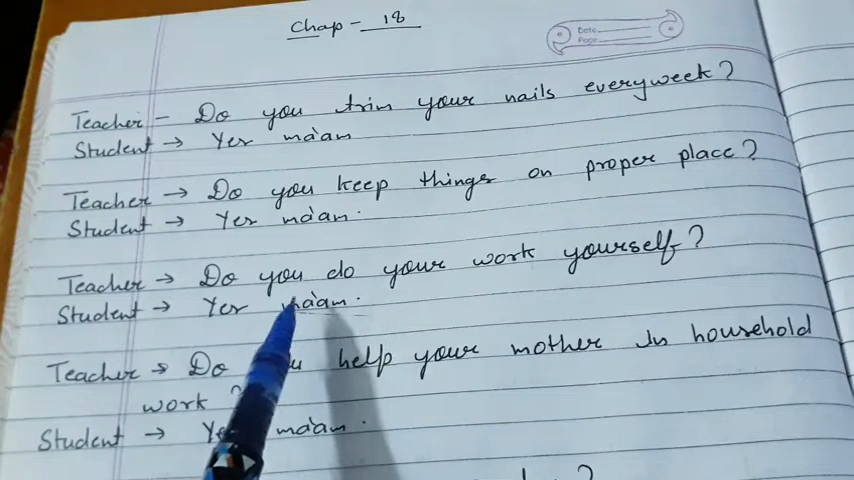 Chap - 18
Date
Page
Teacher - Do you trim your nails everyweek?
Student → Yes ma'am
Teacher → Do you keep things on proper place?
Student → Yes ma'am.
Teacher → Do you do your work yourself?
Student → Yes ma'am.
Teacher → Do help your mother in household
work
Student → ma'am.